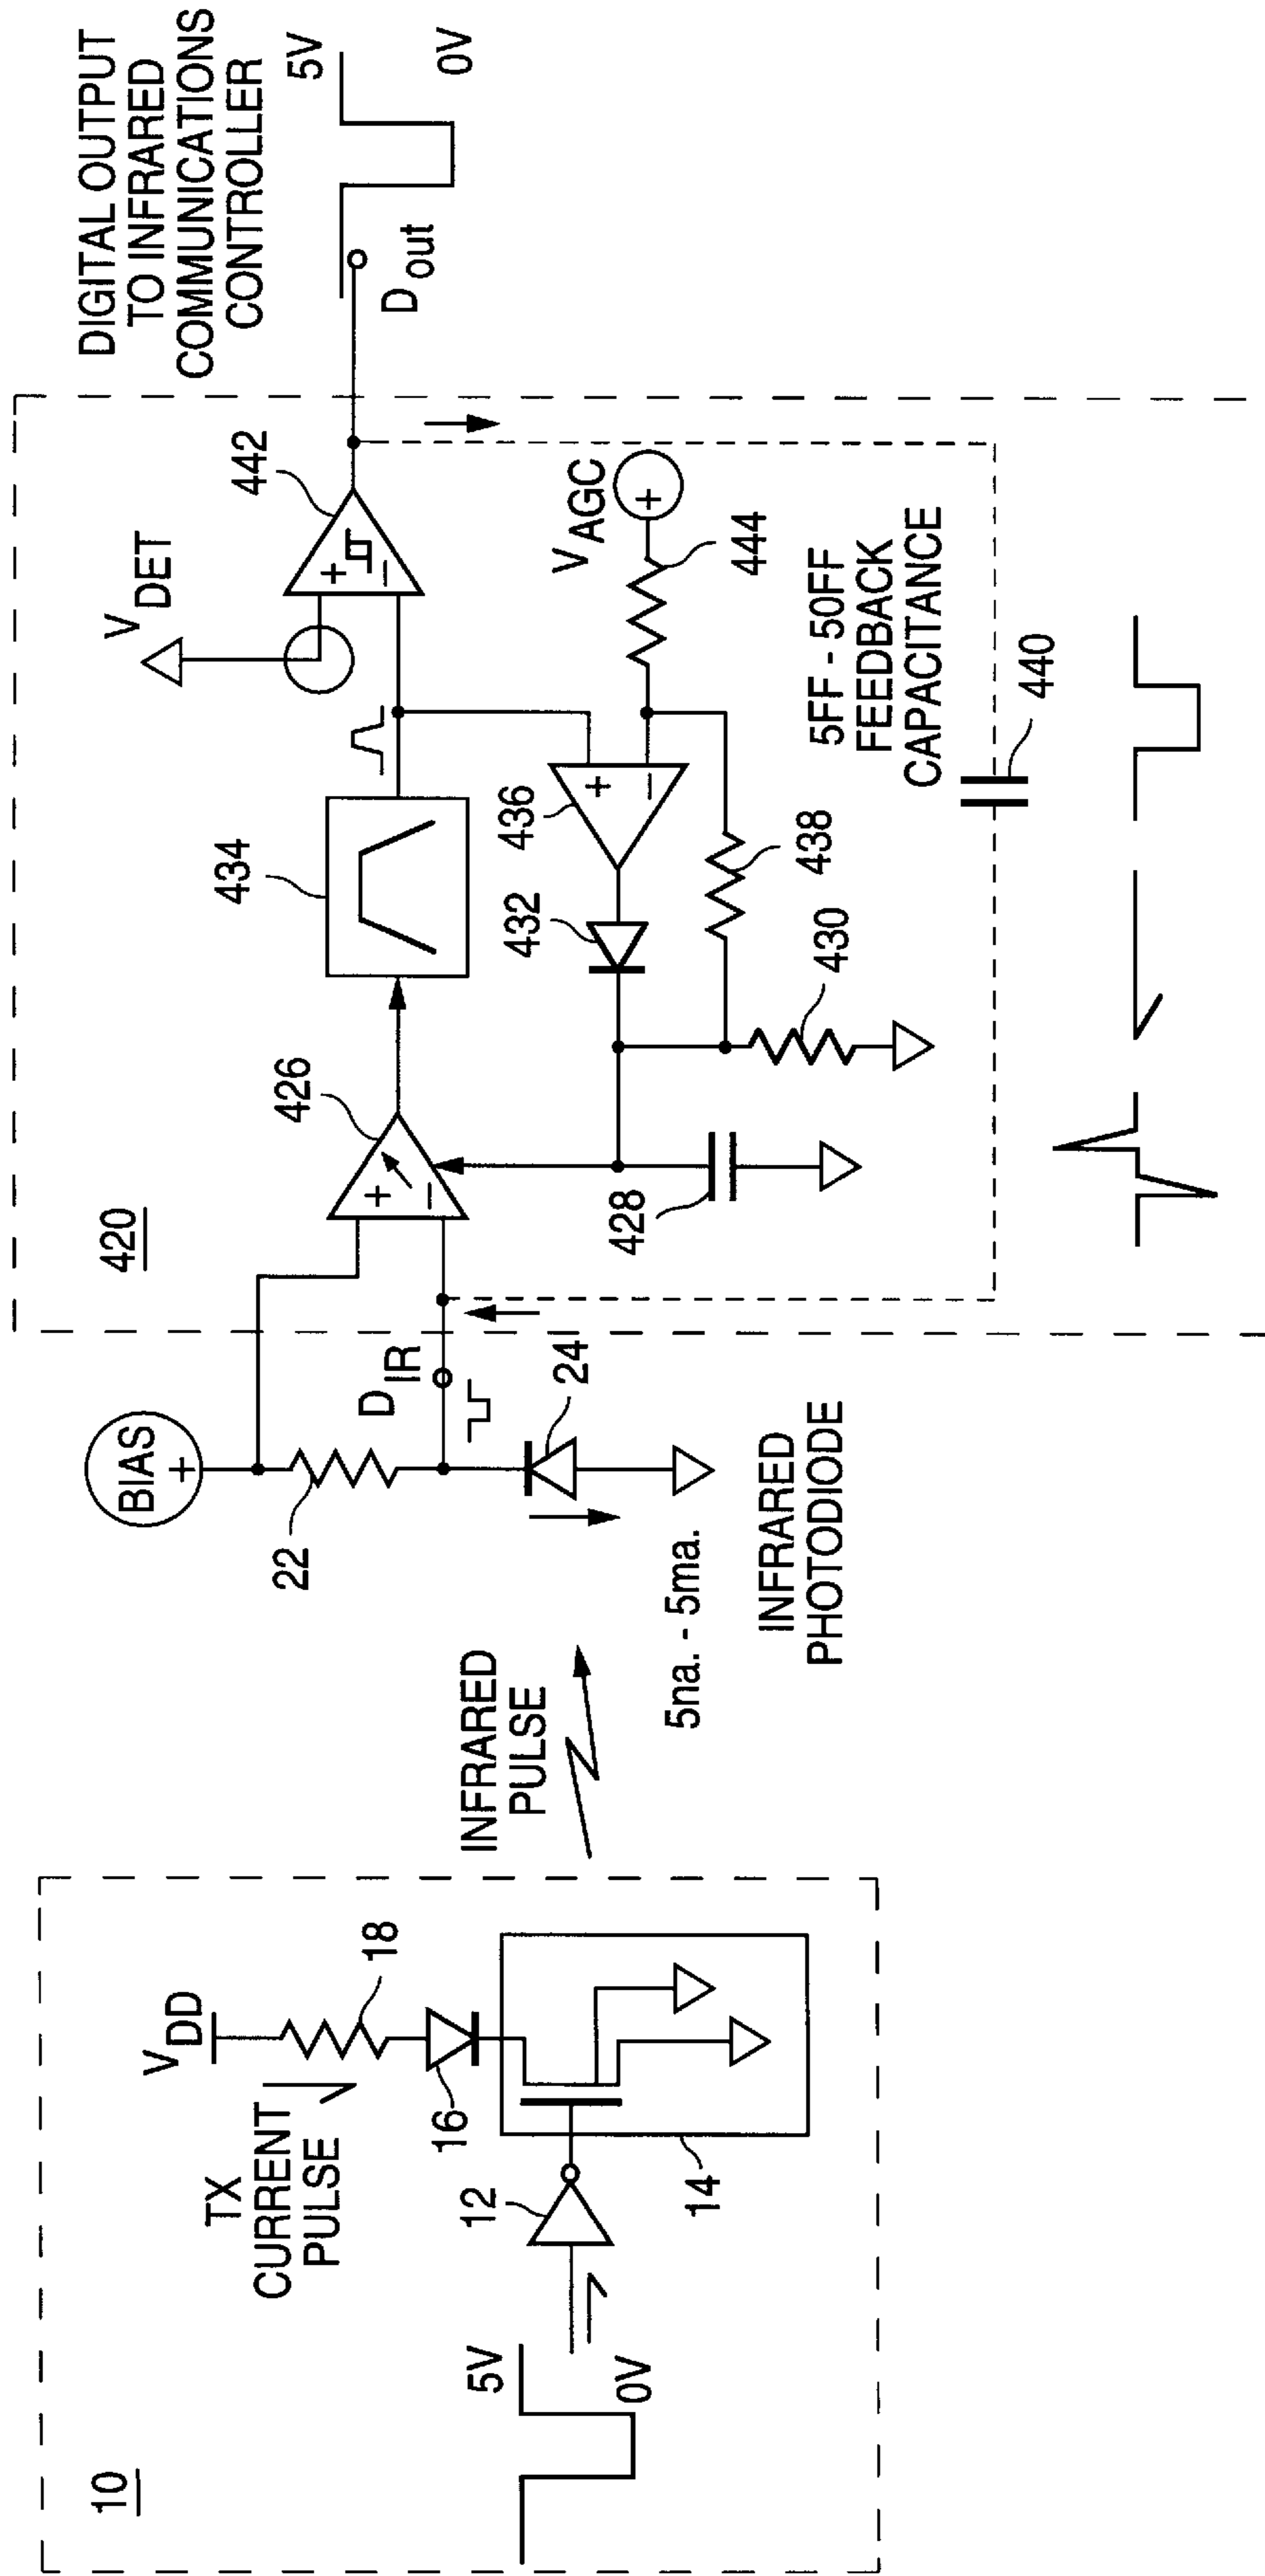 10
5V
0V
12
14
TX
CURRENT
PULSE
VDD
18
16
INFRARED
PULSE
BIAS
+
22
DIR
24
5na. - 5ma.
INFRARED
PHOTODIODE
420
426
+
−
434
VDET
442
+
−
DIGITAL OUTPUT
TO INFRARED
COMMUNICATIONS
CONTROLLER
5V
0V
Dout
428
432
436
+
−
438
430
VAGC
+
444
5FF - 50FF
FEEDBACK
CAPACITANCE
440